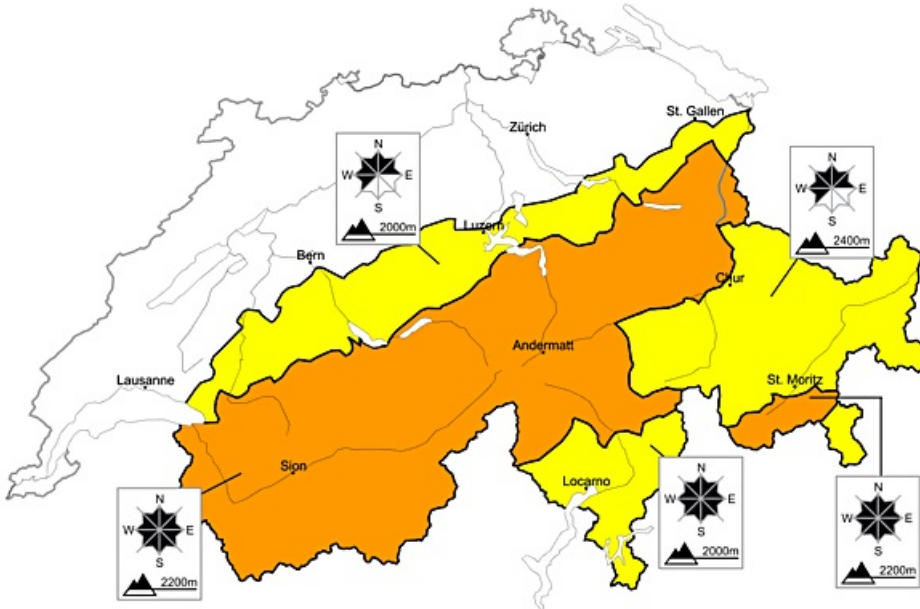 St. Gallen
Zürich
N
W E
S
2000m
N
W E
S
2400m
Luzern
Bern
Chur
Andermatt
Lausanne
St. Moritz
Sion
Locarno
N
W E
S
2200m
N
W E
S
2000m
N
W E
S
2200m